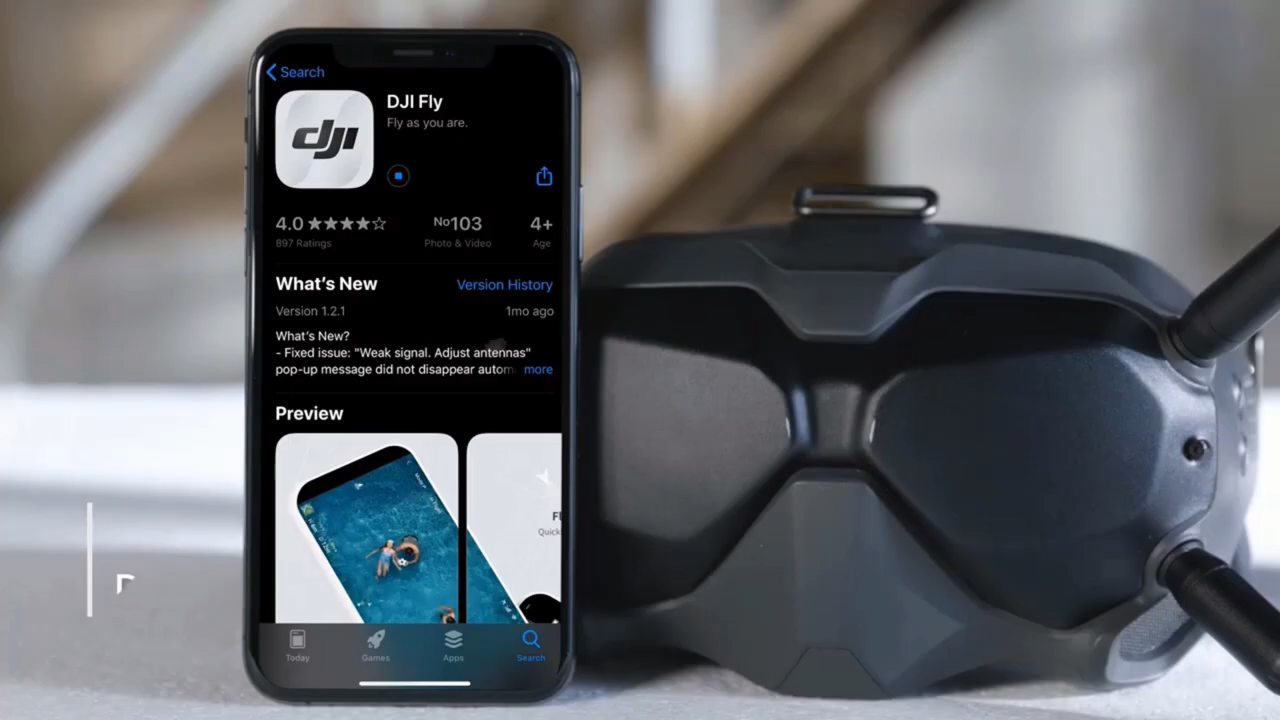 Search
dji
DJI Fly
Fly as you are.
4.0 ★★★★☆
No103
4+
897 Ratings
Photo & Video
Age
What's New
Version History
Version 1.2.1
1mo ago
What's New?
- Fixed issue: "Weak signal. Adjust antennas"
pop-up message did not disappear autom
more
Preview
Quick
Today
Games
Apps
Search